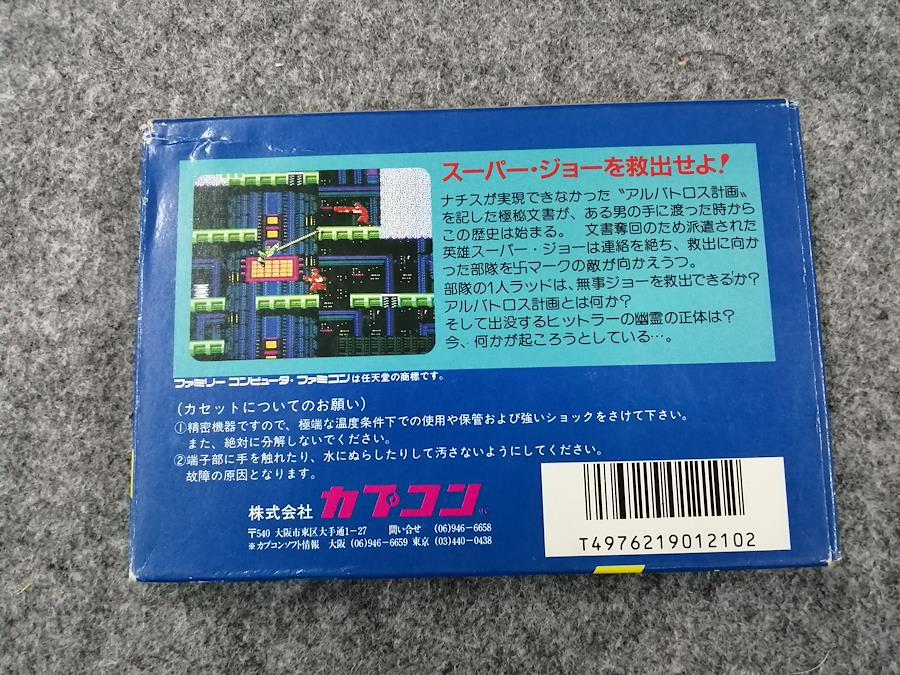 スーパー・ジョーを救出せよ!
ナチスが実現できなかった〝アルバトロス計画〟
を記した極秘文書が、ある男の手に渡った時から
この歴史は始まる。 文書奪回のため派遣された
英雄スーパー・ジョーは連絡を絶ち、救出に向か
った部隊を卐マークの敵が向かえうつ。
部隊の1人ラッドは、無事ジョーを救出できるか?
アルバトロス計画とは何か?
そして出没するヒットラーの幽霊の正体は?
今、何かが起ころうとしている…。
ファミリーコンピュータ・ファミコンは任天堂の商標です。
(カセットについてのお願い)
①精密機器ですので、極端な温度条件下での使用や保管および強いショックをさけて下さい。
また、絶対に分解しないでください。
②端子部に手を触れたり、水にぬらしたりして汚さないようにしてください。
故障の原因となります。
株式会社 カプコン
〒540 大阪市東区大手通1-27 問い合せ (06)946-6658
※カプコンソフト情報 大阪 (06)946-6659 東京 (03)440-0438
T4976219012102